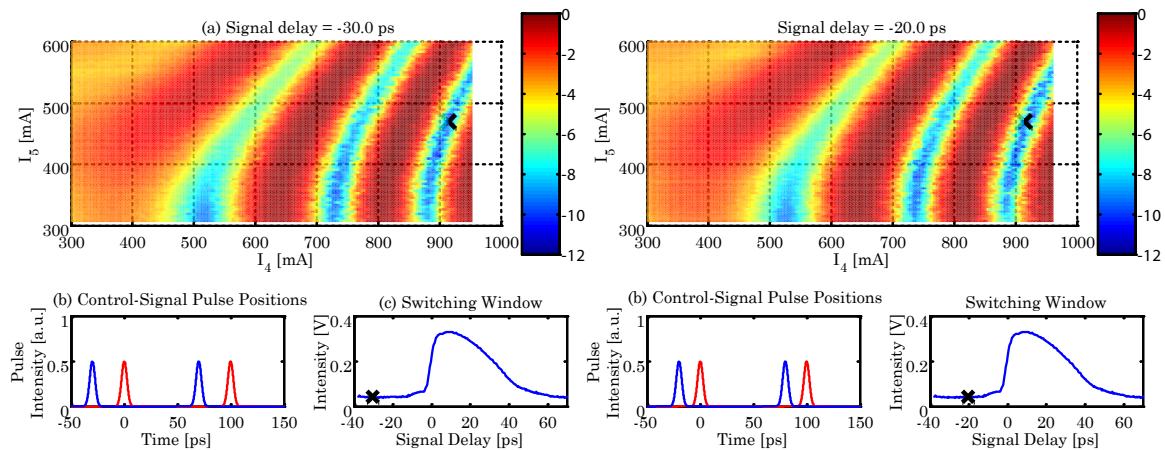 (a) Signal delay = -30.0 ps
600
500
400
300
I5 [mA]
300 400 500 600 700 800 900 1000
I4 [mA]
0
-2
-4
-6
-8
-10
-12
Signal delay = -20.0 ps
600
500
400
300
I5 [mA]
300 400 500 600 700 800 900 1000
I4 [mA]
0
-2
-4
-6
-8
-10
-12
(b) Control-Signal Pulse Positions
Pulse
Intensity [a.u.]
1
0.5
0
-50 0 50 100 150
Time [ps]
(c) Switching Window
Intensity [V]
0.4
0.2
0
-40 -20 0 20 40 60
Signal Delay [ps]
(b) Control-Signal Pulse Positions
Pulse
Intensity [a.u.]
1
0.5
0
-50 0 50 100 150
Time [ps]
Switching Window
Intensity [V]
0.4
0.2
0
-40 -20 0 20 40 60
Signal Delay [ps]